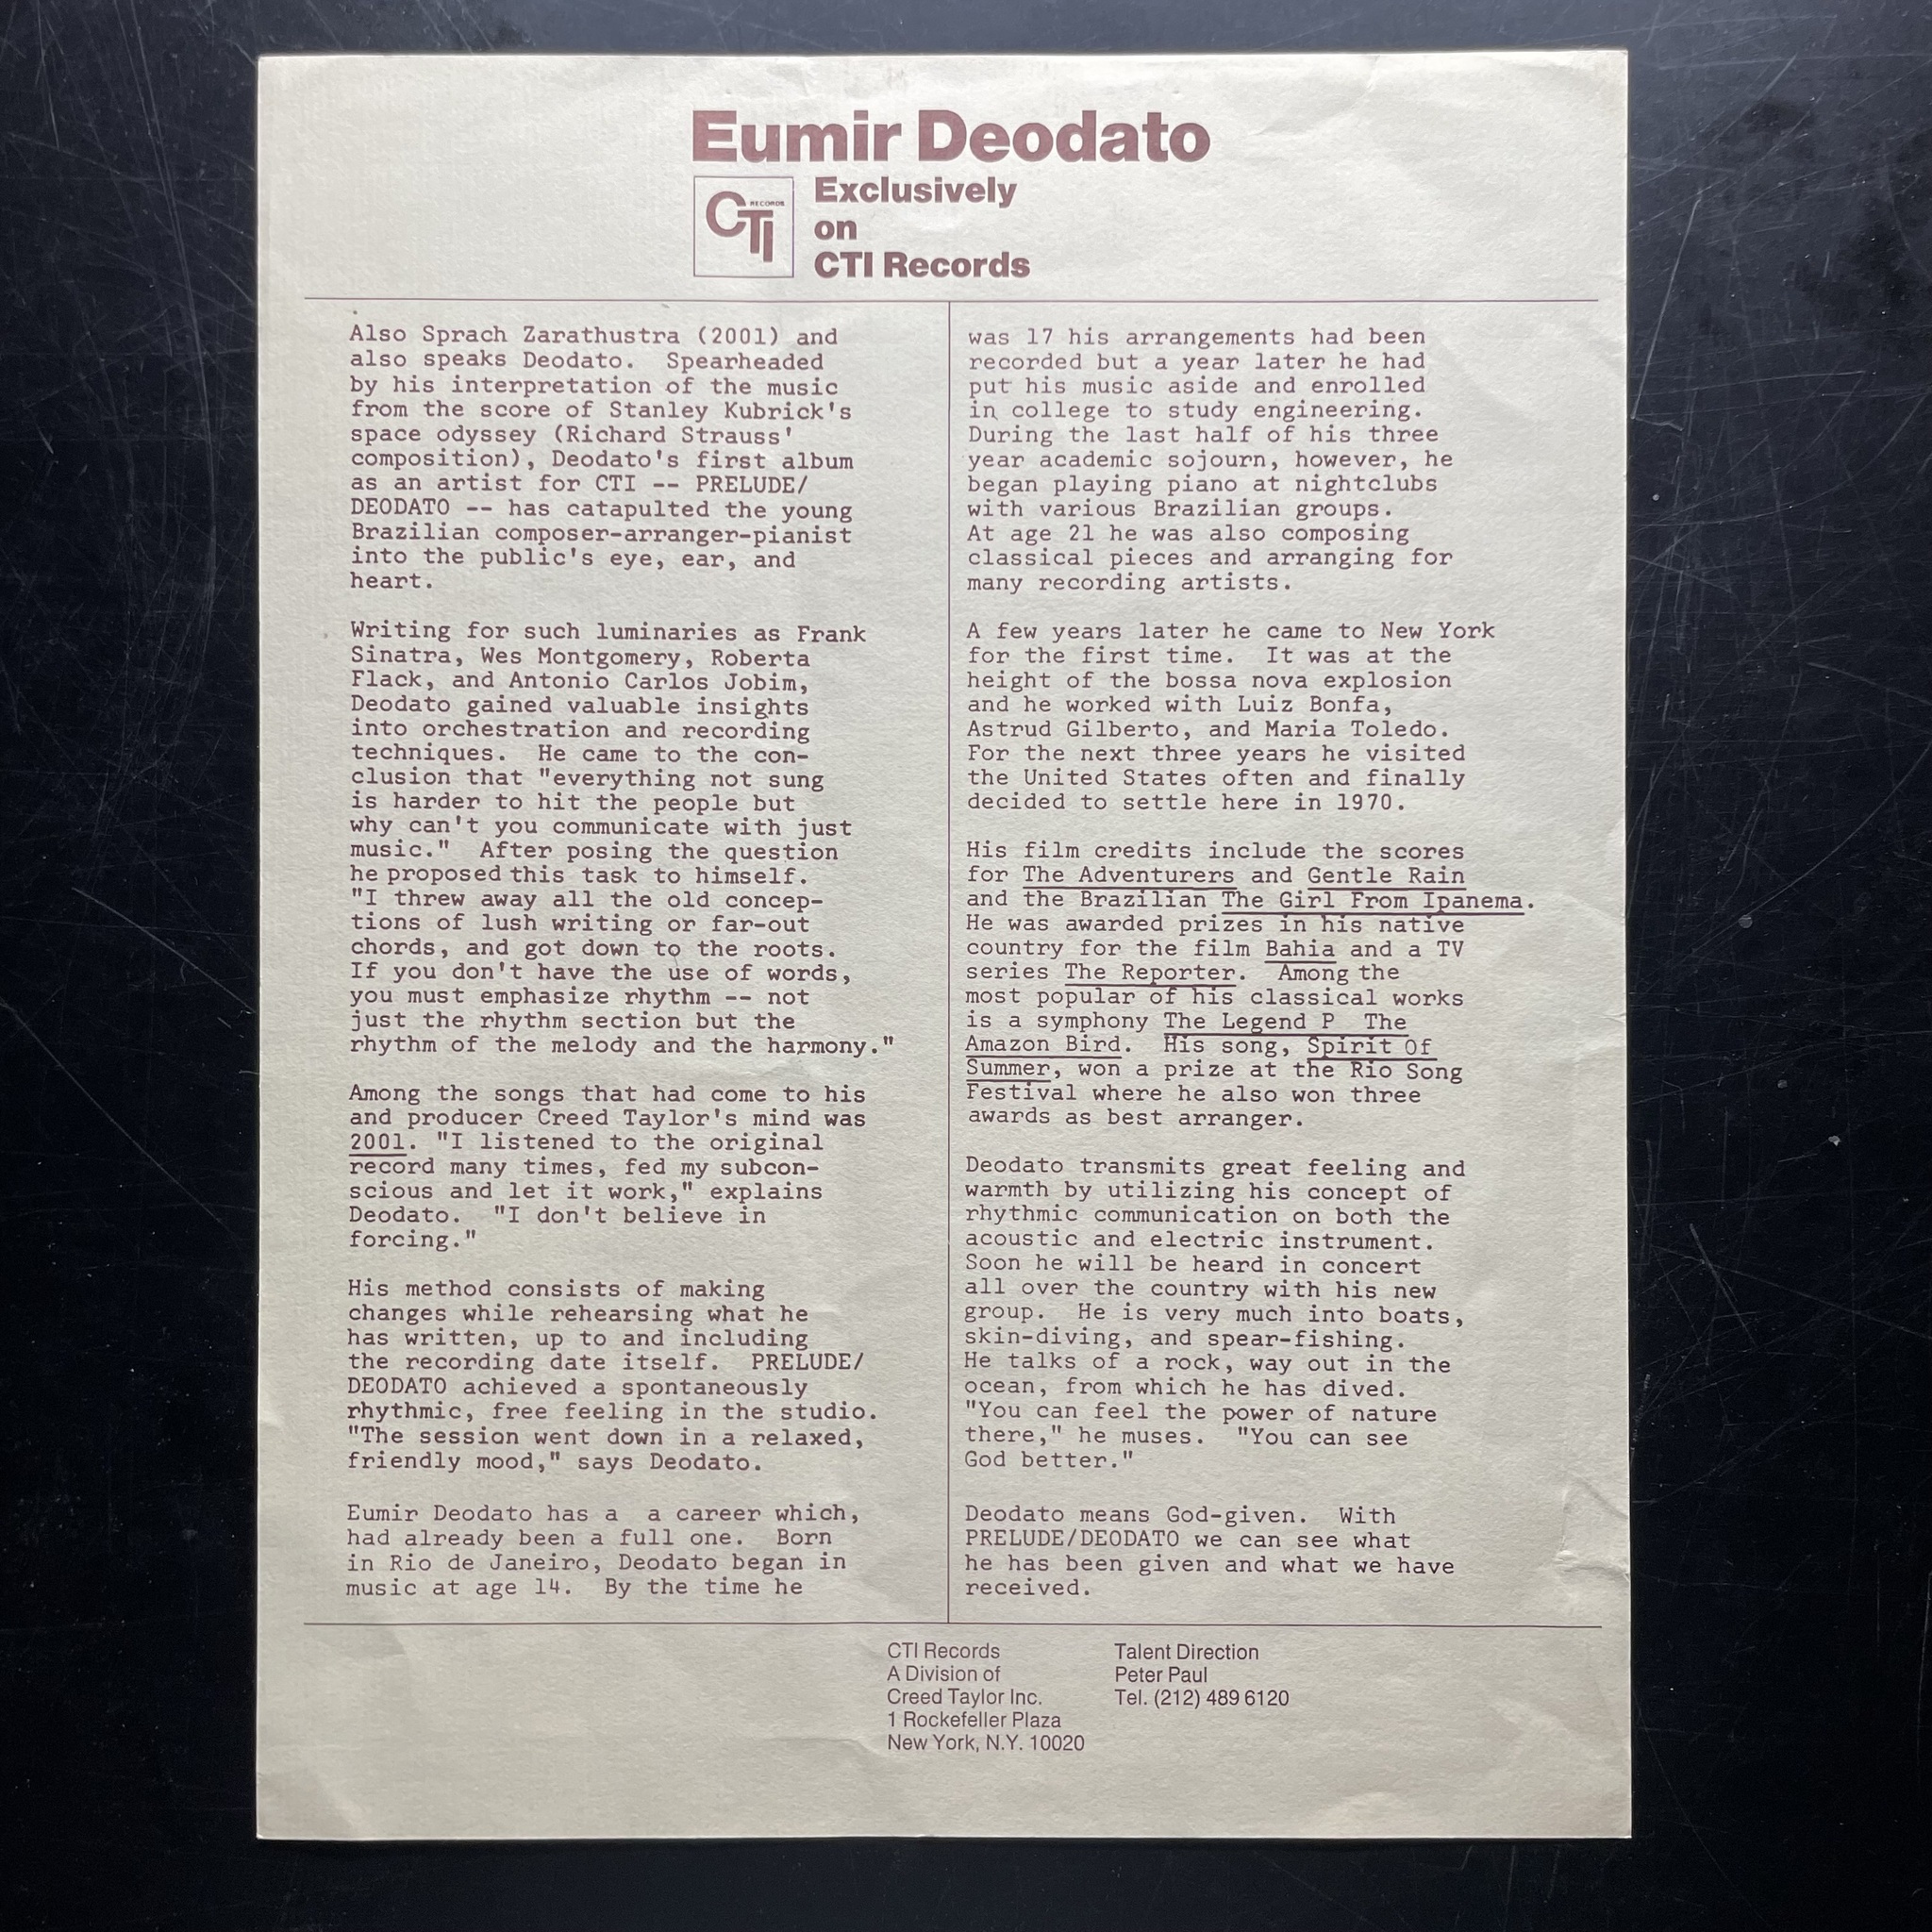 Eumir Deodato
CTI RECORDS
Exclusively
on
CTI Records
Also Sprach Zarathustra (2001) and
also speaks Deodato.  Spearheaded
by his interpretation of the music
from the score of Stanley Kubrick's
space odyssey (Richard Strauss'
composition), Deodato's first album
as an artist for CTI -- PRELUDE/
DEODATO -- has catapulted the young
Brazilian composer-arranger-pianist
into the public's eye, ear, and
heart.
Writing for such luminaries as Frank
Sinatra, Wes Montgomery, Roberta
Flack, and Antonio Carlos Jobim,
Deodato gained valuable insights
into orchestration and recording
techniques.  He came to the con-
clusion that "everything not sung
is harder to hit the people but
why can't you communicate with just
music."  After posing the question
he proposed this task to himself.
"I threw away all the old concep-
tions of lush writing or far-out
chords, and got down to the roots.
If you don't have the use of words,
you must emphasize rhythm -- not
just the rhythm section but the
rhythm of the melody and the harmony."
Among the songs that had come to his
and producer Creed Taylor's mind was
2001. "I listened to the original
record many times, fed my subcon-
scious and let it work," explains
Deodato.  "I don't believe in
forcing."
His method consists of making
changes while rehearsing what he
has written, up to and including
the recording date itself.  PRELUDE/
DEODATO achieved a spontaneously
rhythmic, free feeling in the studio.
"The session went down in a relaxed,
friendly mood," says Deodato.
Eumir Deodato has a  a career which,
had already been a full one.  Born
in Rio de Janeiro, Deodato began in
music at age 14.  By the time he
was 17 his arrangements had been
recorded but a year later he had
put his music aside and enrolled
in college to study engineering.
During the last half of his three
year academic sojourn, however, he
began playing piano at nightclubs
with various Brazilian groups.
At age 21 he was also composing
classical pieces and arranging for
many recording artists.
A few years later he came to New York
for the first time.  It was at the
height of the bossa nova explosion
and he worked with Luiz Bonfa,
Astrud Gilberto, and Maria Toledo.
For the next three years he visited
the United States often and finally
decided to settle here in 1970.
His film credits include the scores
for The Adventurers and Gentle Rain
and the Brazilian The Girl From Ipanema.
He was awarded prizes in his native
country for the film Bahia and a TV
series The Reporter.  Among the
most popular of his classical works
is a symphony The Legend P  The
Amazon Bird.  His song, Spirit Of
Summer, won a prize at the Rio Song
Festival where he also won three
awards as best arranger.
Deodato transmits great feeling and
warmth by utilizing his concept of
rhythmic communication on both the
acoustic and electric instrument.
Soon he will be heard in concert
all over the country with his new
group.  He is very much into boats,
skin-diving, and spear-fishing.
He talks of a rock, way out in the
ocean, from which he has dived.
"You can feel the power of nature
there," he muses.  "You can see
God better."
Deodato means God-given.  With
PRELUDE/DEODATO we can see what
he has been given and what we have
received.
CTI Records
A Division of
Creed Taylor Inc.
1 Rockefeller Plaza
New York, N.Y. 10020
Talent Direction
Peter Paul
Tel. (212) 489 6120